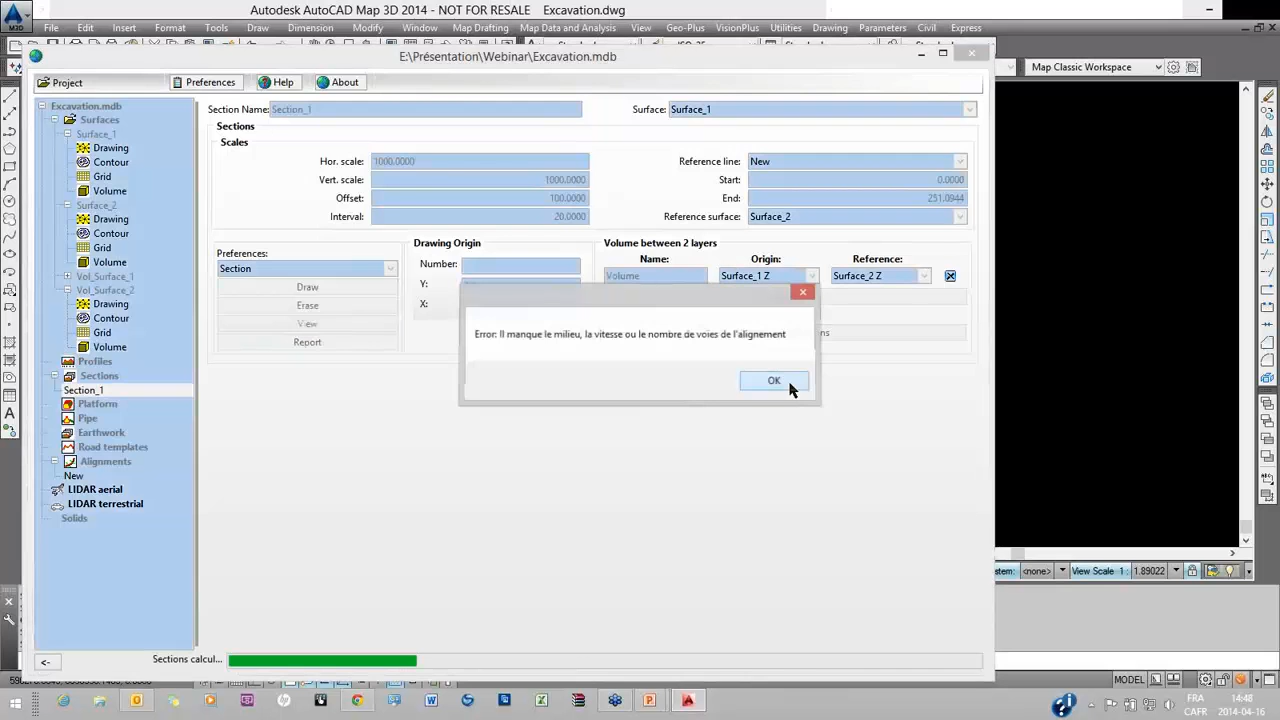 Autodesk AutoCAD Map 3D 2014 - NOT FOR RESALE Excavation.dwg
File Edit Insert Format Tools Draw Dimension Modify Window Map Drafting Map Data and Analysis View Geo-Plus VisionPlus Utilities Drawing Parameters Civil Express
E:\Présentation\Webinar\Excavation.mdb
Map Classic Workspace
Project Preferences Help About
Excavation.mdb
Surfaces
Surface_1
Drawing
Contour
Grid
Volume
Surface_2
Drawing
Contour
Grid
Volume
Vol_Surface_1
Vol_Surface_2
Drawing
Contour
Grid
Volume
Profiles
Sections
Section_1
Platform
Pipe
Earthwork
Road templates
Alignments
New
LIDAR aerial
LIDAR terrestrial
Solids
Section Name: Section_1 Surface: Surface_1
Sections
Scales
Hor. scale: 1000.0000 Reference line: New
Vert. scale: 1000.0000 Start: 0.0000
Offset: 100.0000 End: 251.0944
Interval: 20.0000 Reference surface: Surface_2
Preferences: Drawing Origin Volume between 2 layers
Section Number: Name: Origin: Reference:
Volume Surface_1 Z Surface_2 Z
Draw Y:
Erase X:
View
Report
Error: Il manque le milieu, la vitesse ou le nombre de voies de l'alignement
OK
<- Sections calcul...
stem: <none> View Scale 1: 1.89022
MODEL
FRA 14:48
CAFR 2014-04-16